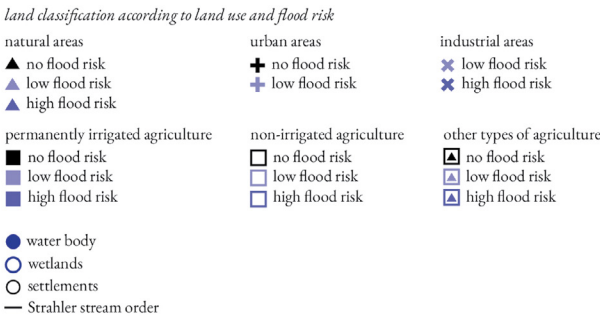 land classification according to land use and flood risk
natural areas
no flood risk
low flood risk
high flood risk
urban areas
no flood risk
low flood risk
industrial areas
low flood risk
high flood risk
permanently irrigated agriculture
no flood risk
low flood risk
high flood risk
non-irrigated agriculture
no flood risk
low flood risk
high flood risk
other types of agriculture
no flood risk
low flood risk
high flood risk
water body
wetlands
settlements
Strahler stream order